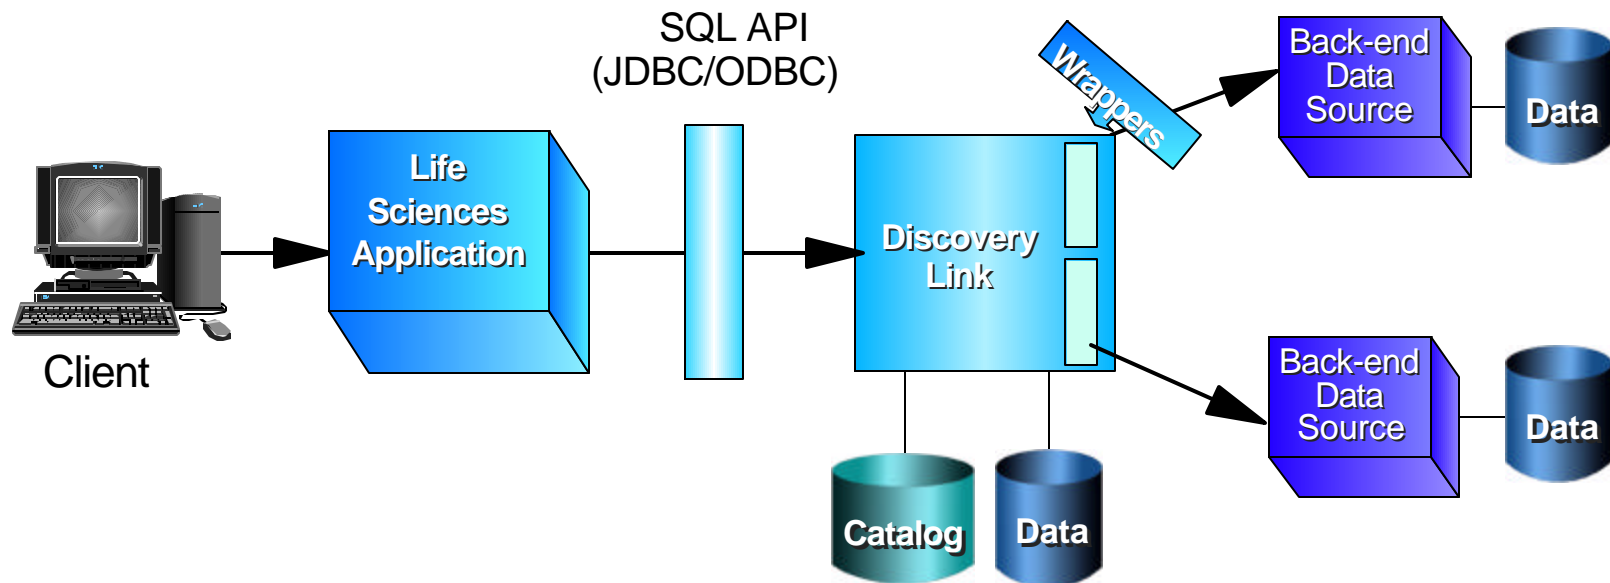 SQL API
(JDBC/ODBC)
Wrappers
Back-end
Data
Source
Data
Life
Sciences
Application
Discovery
Link
Client
Back-end
Data
Source
Data
Catalog
Data